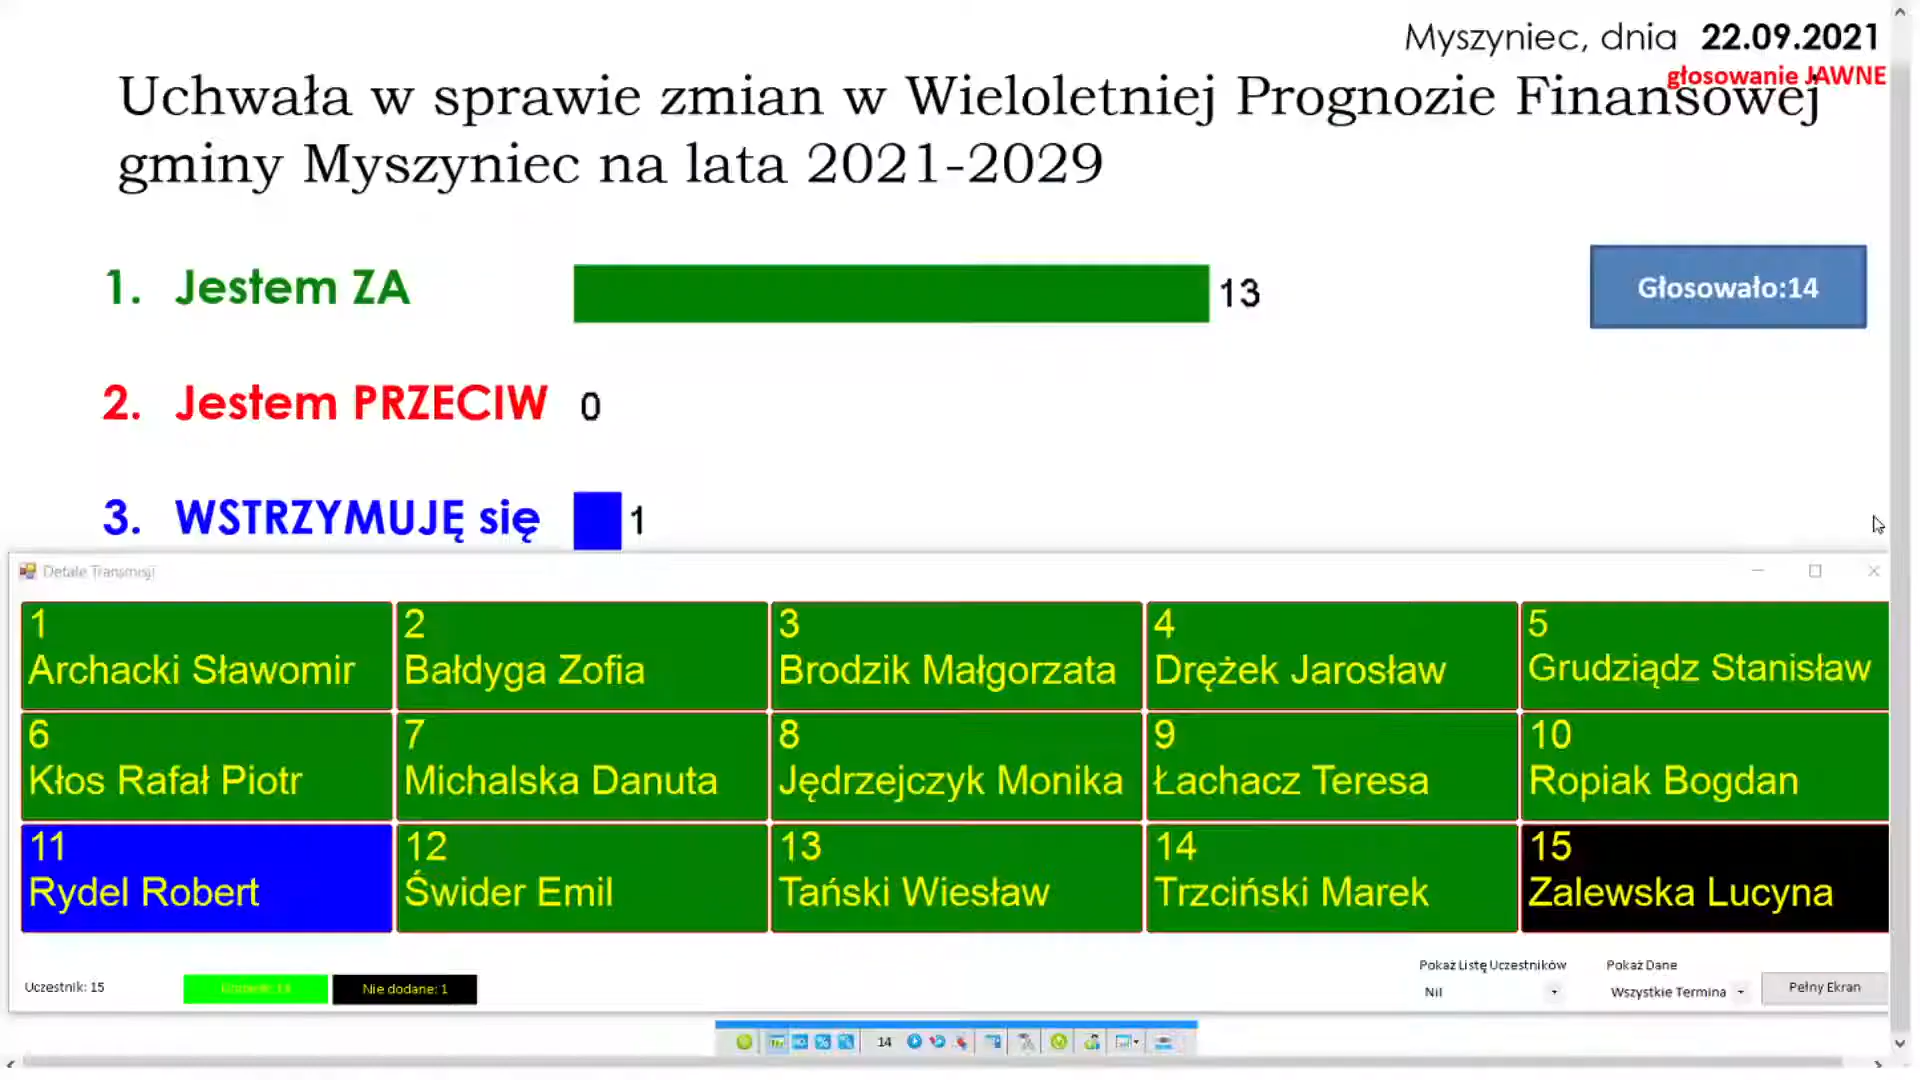 Myszyniec, dnia 22.09.2021
głosowanie JAWNE
Uchwała w sprawie zmian w Wieloletniej Prognozie Finansowej
gminy Myszyniec na lata 2021-2029
1. Jestem ZA 13
Głosowało:14
2. Jestem PRZECIW 0
3. WSTRZYMUJĘ się 1
Detale Transmisji
1
Archacki Sławomir
2
Bałdyga Zofia
3
Brodzik Małgorzata
4
Drężek Jarosław
5
Grudziądz Stanisław
6
Kłos Rafał Piotr
7
Michalska Danuta
8
Jędrzejczyk Monika
9
Łachacz Teresa
10
Ropiak Bogdan
11
Rydel Robert
12
Świder Emil
13
Tański Wiesław
14
Trzciński Marek
15
Zalewska Lucyna
Uczestnik: 15
Nie dodane: 1
Pokaż Listę Uczestników
Nil
Pokaż Dane
Wszystkie Termina
Pełny Ekran
14